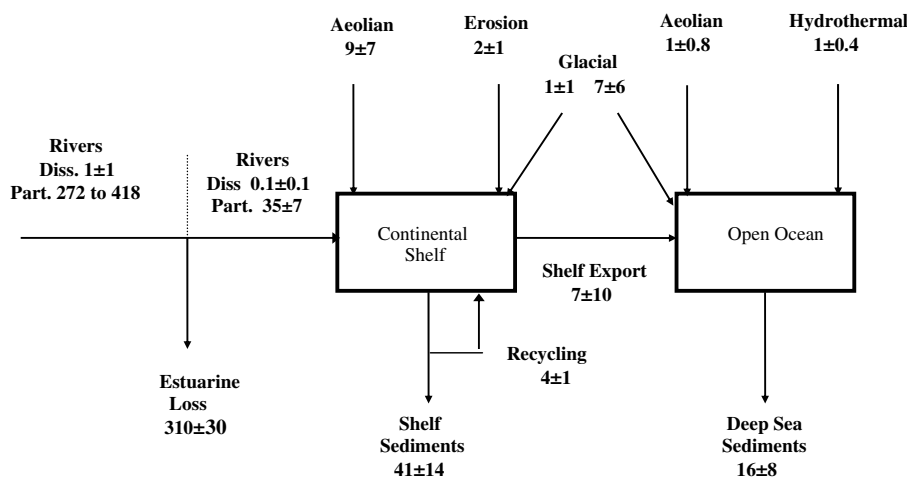 Aeolian
9±7
Erosion
2±1
Glacial
1±1 7±6
Aeolian
1±0.8
Hydrothermal
1±0.4
Rivers
Diss. 1±1
Part. 272 to 418
Rivers
Diss 0.1±0.1
Part. 35±7
Continental
Shelf
Open Ocean
Shelf Export
7±10
Recycling
4±1
Estuarine
Loss
310±30
Shelf
Sediments
41±14
Deep Sea
Sediments
16±8